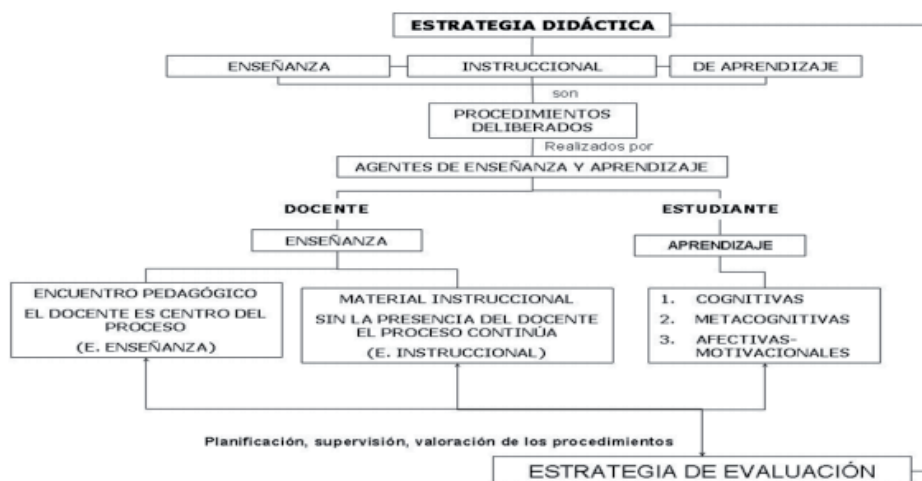 ESTRATEGIA DIDÁCTICA
ENSEÑANZA
INSTRUCCIONAL
DE APRENDIZAJE
son
PROCEDIMIENTOS
DELIBERADOS
Realizados por
AGENTES DE ENSEÑANZA Y APRENDIZAJE
DOCENTE
ESTUDIANTE
ENSEÑANZA
APRENDIZAJE
ENCUENTRO PEDAGÓGICO
EL DOCENTE ES CENTRO DEL
PROCESO
(E. ENSEÑANZA)
MATERIAL INSTRUCCIONAL
SIN LA PRESENCIA DEL DOCENTE
EL PROCESO CONTINÚA
(E. INSTRUCCIONAL)
1. COGNITIVAS
2. METACOGNITIVAS
3. AFECTIVAS-
MOTIVACIONALES
Planificación, supervisión, valoración de los procedimientos
ESTRATEGIA DE EVALUACIÓN